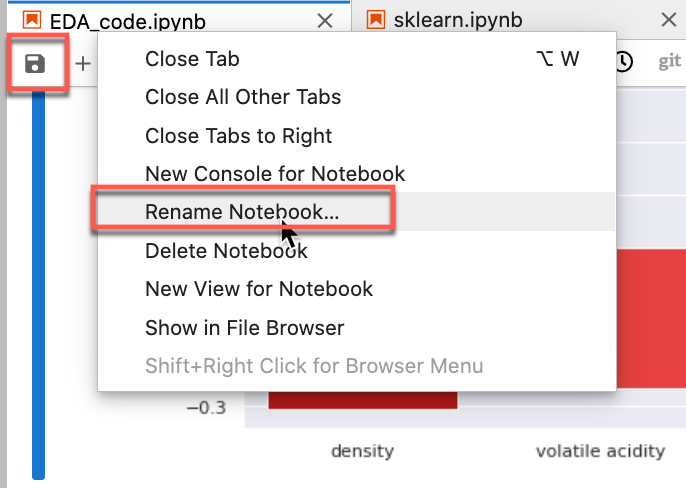 EDA_code.ipynb
sklearn.ipynb
git
Close Tab ⌥ W
Close All Other Tabs
Close Tabs to Right
New Console for Notebook
Rename Notebook...
Delete Notebook
New View for Notebook
Show in File Browser
Shift+Right Click for Browser Menu
−0.3
density
volatile acidity